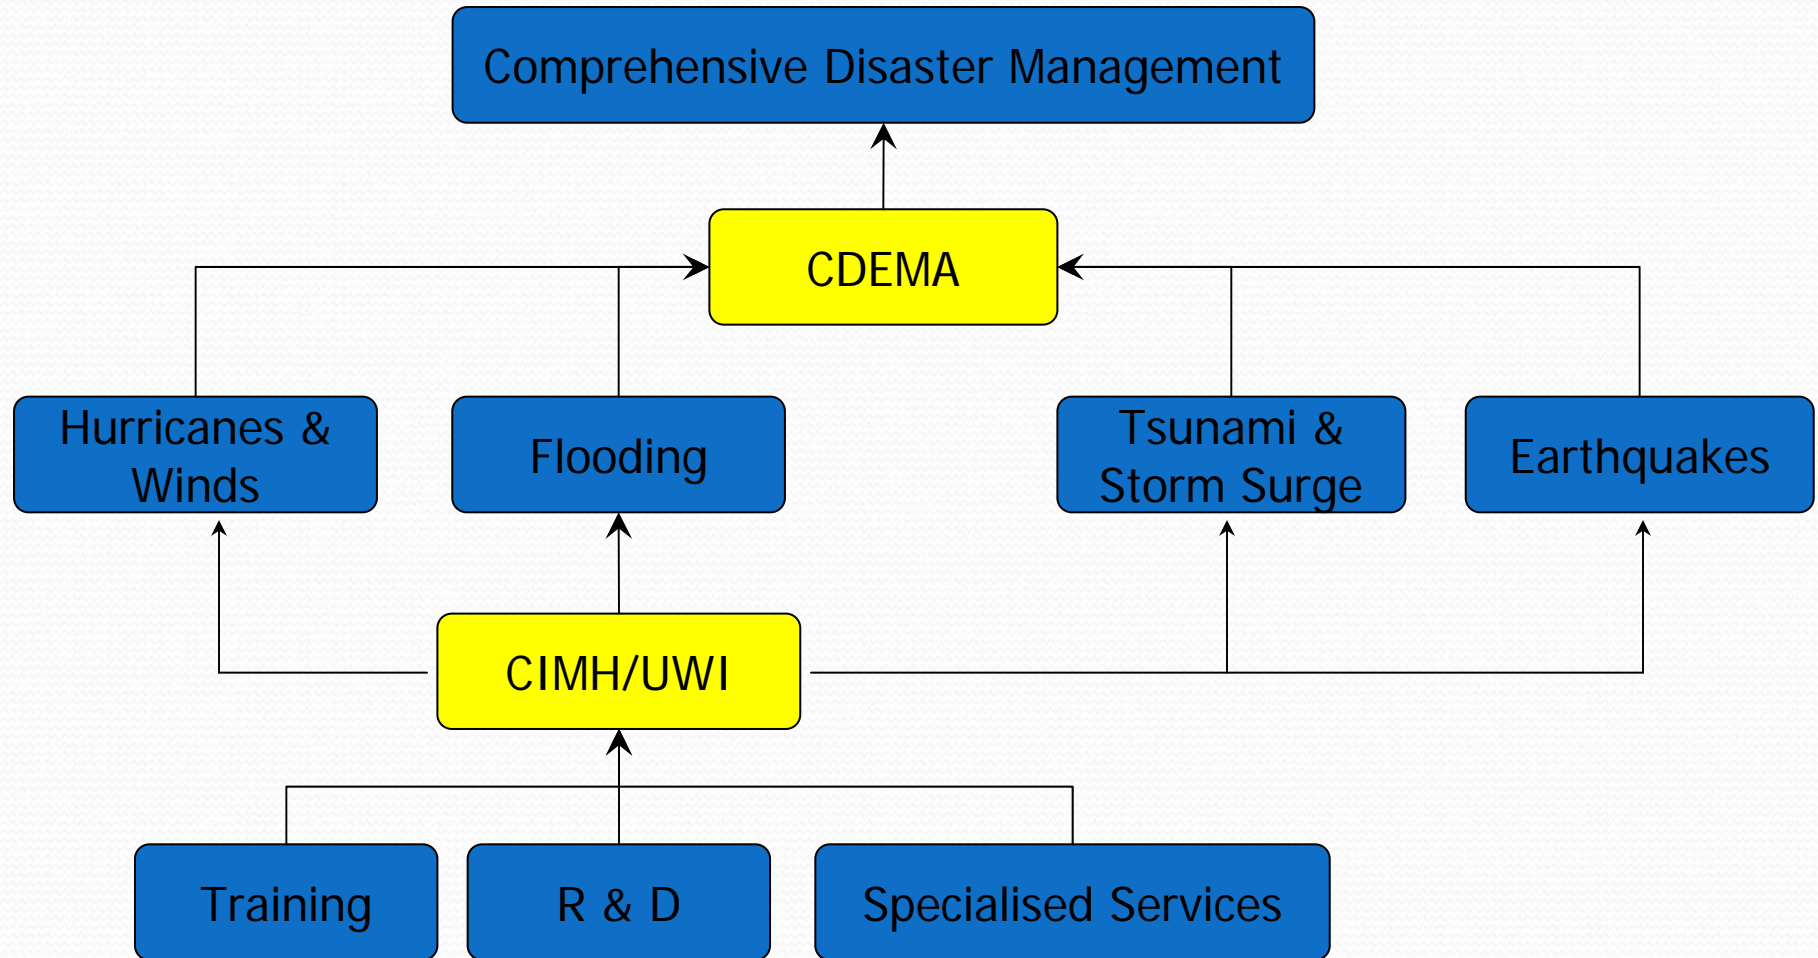 Comprehensive Disaster Management
CDEMA
Hurricanes &
Winds
Flooding
Tsunami &
Storm Surge
Earthquakes
CIMH/UWI
Training
R & D
Specialised Services